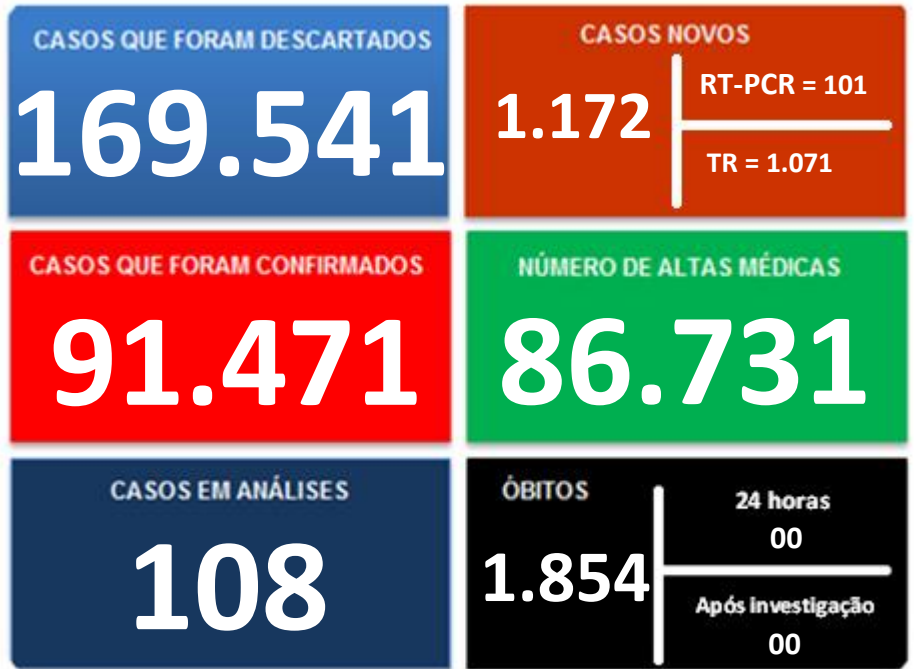 CASOS QUE FORAM DESCARTADOS
169.541
CASOS NOVOS
1.172
RT-PCR = 101
TR = 1.071
CASOS QUE FORAM CONFIRMADOS
91.471
NÚMERO DE ALTAS MÉDICAS
86.731
CASOS EM ANÁLISES
108
ÓBITOS
1.854
24 horas
00
Após investigação
00